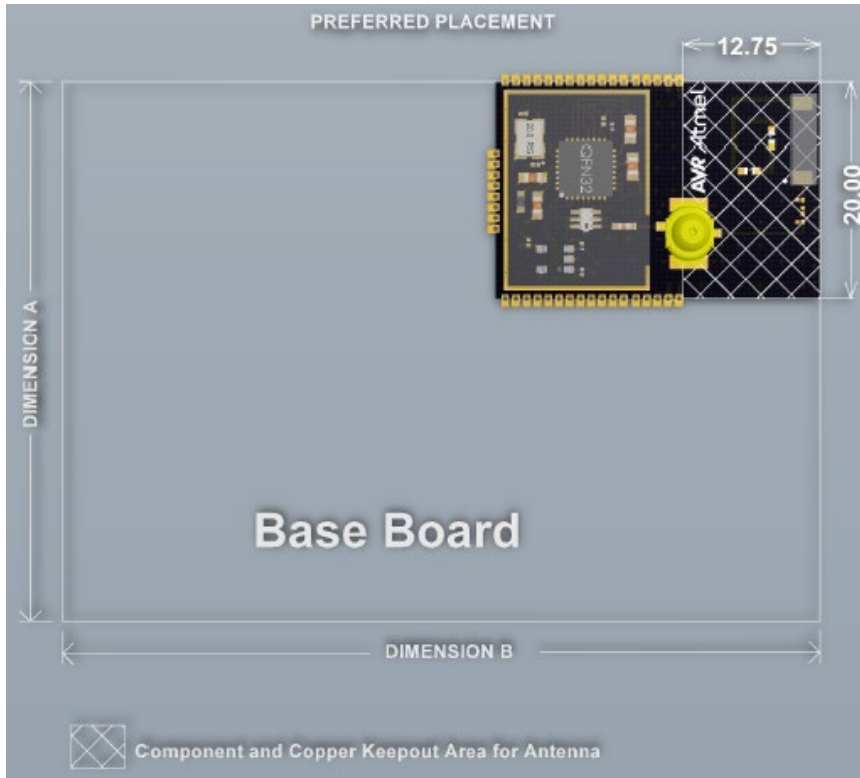 PREFERRED PLACEMENT
12.75
AVR Atmel
QFN32
20.00
DIMENSION A
Base Board
DIMENSION B
Component and Copper Keepout Area for Antenna